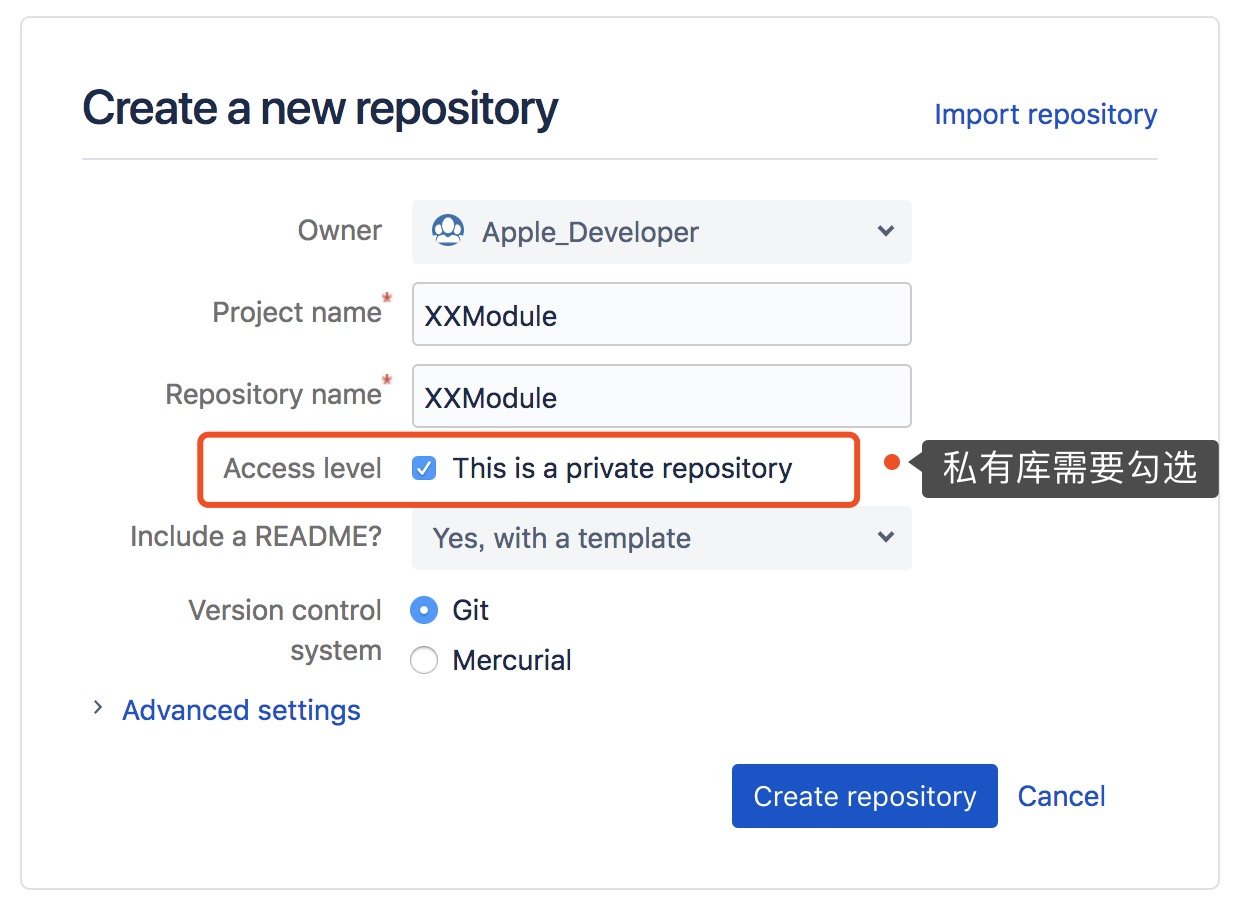 Create a new repository
Import repository
Owner
Apple_Developer
Project name*
XXModule
Repository name*
XXModule
Access level
This is a private repository
私有库需要勾选
Include a README?
Yes, with a template
Version control
system
Git
Mercurial
Advanced settings
Create repository
Cancel